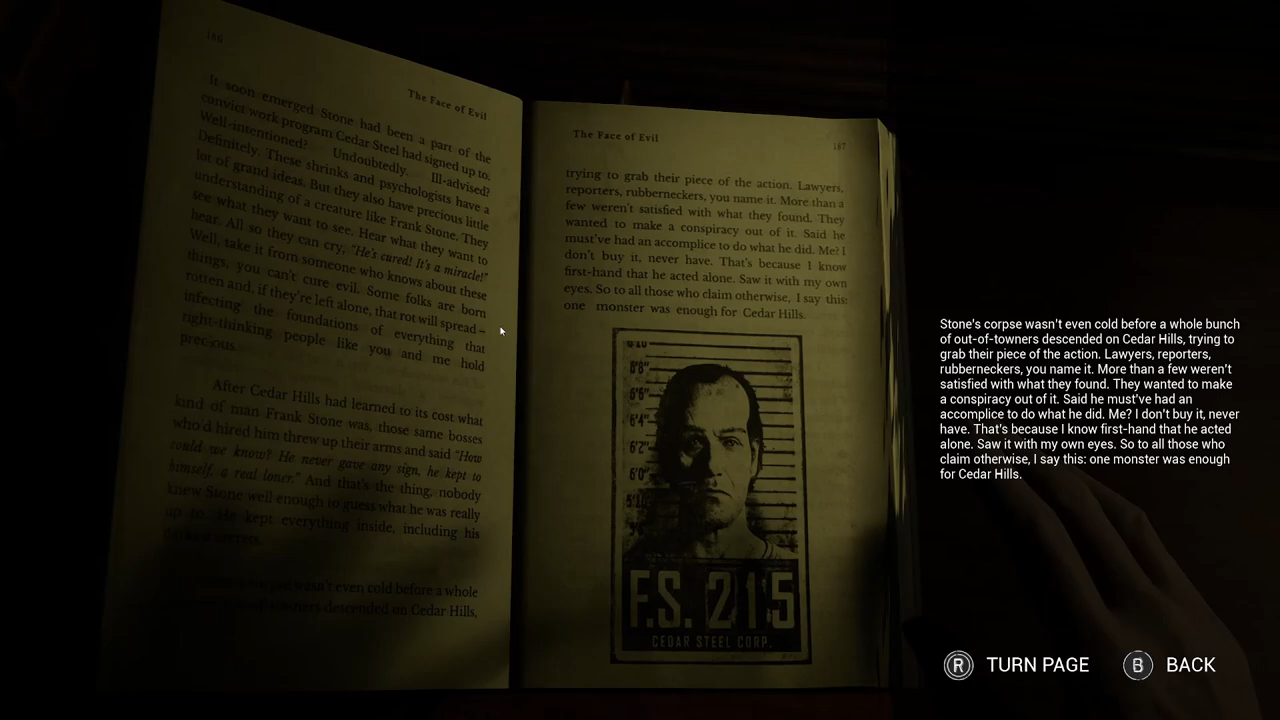 186
The Face of Evil
It soon emerged Stone had been a part of the
convict work program Cedar Steel had signed up to.
Well-intentioned? Undoubtedly. Ill-advised?
Definitely. These shrinks and psychologists have a
lot of grand ideas. But they also have precious little
understanding of a creature like Frank Stone. They
see what they want to see. Hear what they want to
hear. All so they can cry, "He's cured! It's a miracle!"
Well, take it from someone who knows about these
things, you can't cure evil. Some folks are born
rotten and, if they're left alone, that rot will spread –
infecting the foundations of everything that
right-thinking people like you and me hold
precious.
After Cedar Hills had learned to its cost what
kind of man Frank Stone was, those same bosses
who'd hired him threw up their arms and said "How
could we know? He never gave any sign, he kept to
himself, a real loner." And that's the thing, nobody
knew Stone well enough to guess what he was really
up to. He kept everything inside, including his
secrets.
wasn't even cold before a whole
descended on Cedar Hills,
The Face of Evil
187
trying to grab their piece of the action. Lawyers,
reporters, rubberneckers, you name it. More than a
few weren't satisfied with what they found. They
wanted to make a conspiracy out of it. Said he
must've had an accomplice to do what he did. Me? I
don't buy it, never have. That's because I know
first-hand that he acted alone. Saw it with my own
eyes. So to all those who claim otherwise, I say this:
one monster was enough for Cedar Hills.
6'8"
6'6"
6'4"
6'2"
6'0"
5'10"
F.S. 215
CEDAR STEEL CORP.
Stone's corpse wasn't even cold before a whole bunch
of out-of-towners descended on Cedar Hills, trying to
grab their piece of the action. Lawyers, reporters,
rubberneckers, you name it. More than a few weren't
satisfied with what they found. They wanted to make
a conspiracy out of it. Said he must've had an
accomplice to do what he did. Me? I don't buy it, never
have. That's because I know first-hand that he acted
alone. Saw it with my own eyes. So to all those who
claim otherwise, I say this: one monster was enough
for Cedar Hills.
R TURN PAGE B BACK